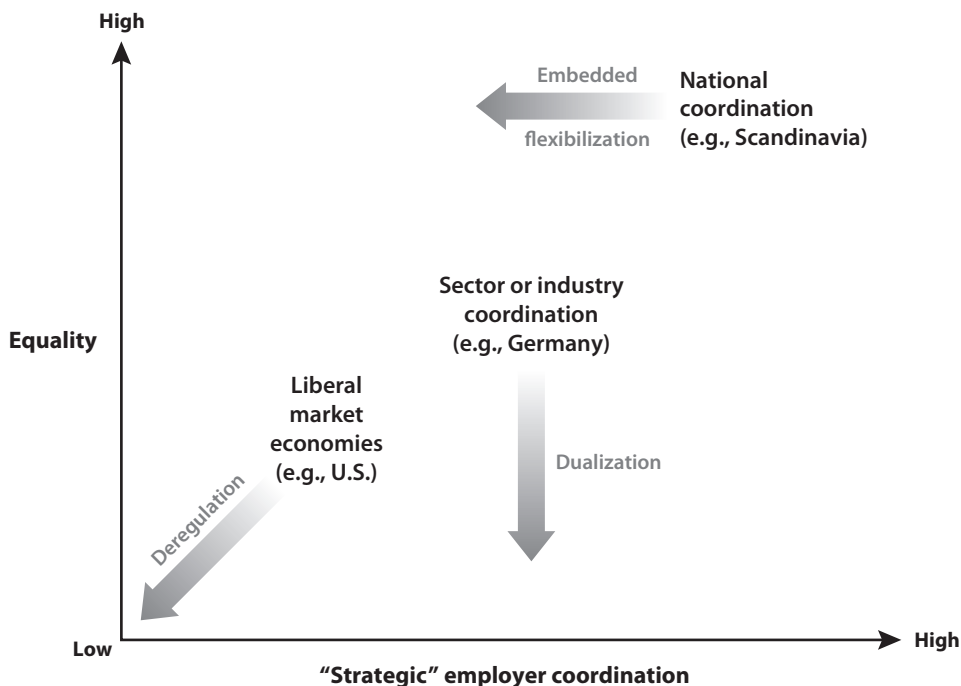 High
Embedded
flexibilization
National
coordination
(e.g., Scandinavia)
Sector or industry
coordination
(e.g., Germany)
Equality
Liberal
market
economies
(e.g., U.S.)
Dualization
Deregulation
Low
High
“Strategic” employer coordination